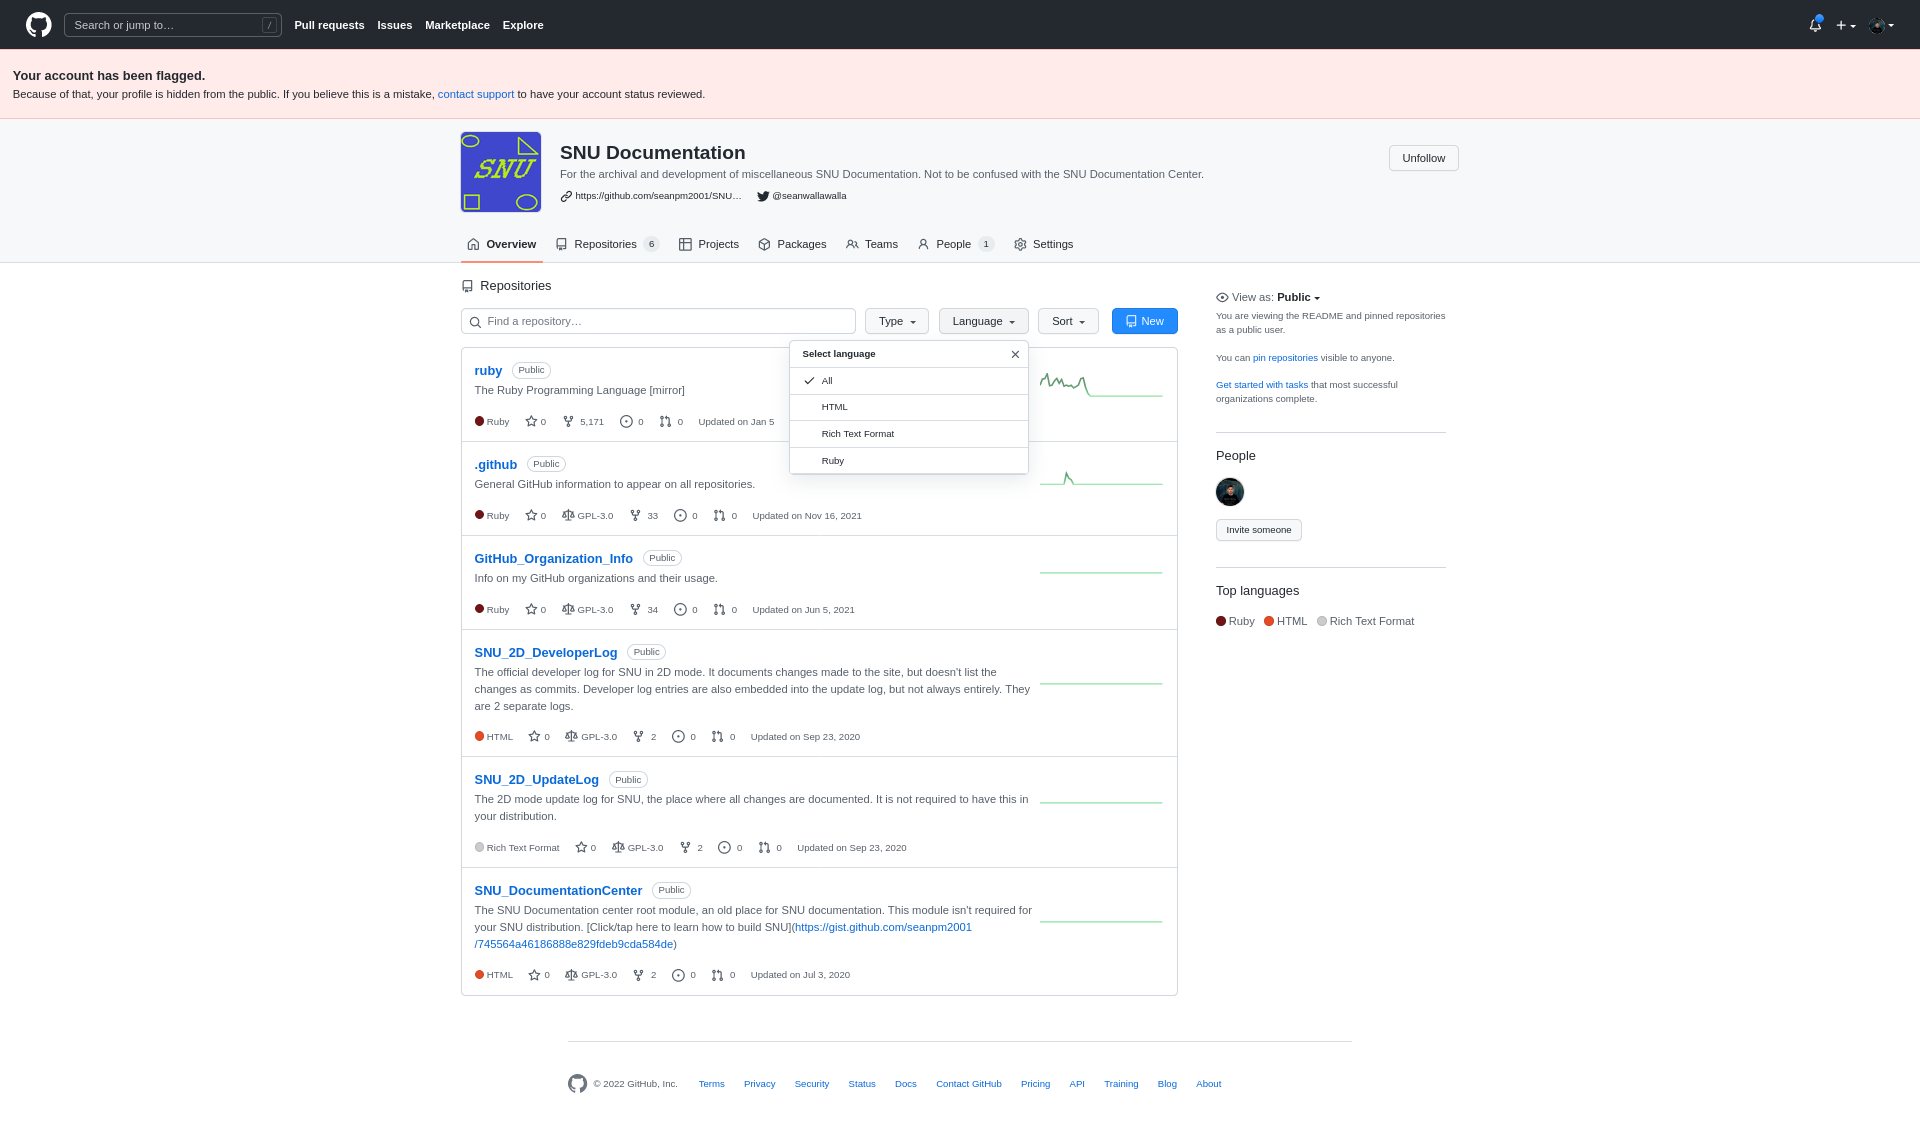 Search or jump to…
/
Pull requests
Issues
Marketplace
Explore
Your account has been flagged.
Because of that, your profile is hidden from the public. If you believe this is a mistake, contact support to have your account status reviewed.
SNU
SNU Documentation
For the archival and development of miscellaneous SNU Documentation. Not to be confused with the SNU Documentation Center.
https://github.com/seanpm2001/SNU…
@seanwallawalla
Unfollow
Overview
Repositories 6
Projects
Packages
Teams
People 1
Settings
Repositories
Find a repository…
Type
Language
Sort
New
Select language
All
HTML
Rich Text Format
Ruby
ruby Public
The Ruby Programming Language [mirror]
Ruby 0 5,171 0 0 Updated on Jan 5
.github Public
General GitHub information to appear on all repositories.
Ruby 0 GPL-3.0 33 0 0 Updated on Nov 16, 2021
GitHub_Organization_Info Public
Info on my GitHub organizations and their usage.
Ruby 0 GPL-3.0 34 0 0 Updated on Jun 5, 2021
SNU_2D_DeveloperLog Public
The official developer log for SNU in 2D mode. It documents changes made to the site, but doesn't list the
changes as commits. Developer log entries are also embedded into the update log, but not always entirely. They
are 2 separate logs.
HTML 0 GPL-3.0 2 0 0 Updated on Sep 23, 2020
SNU_2D_UpdateLog Public
The 2D mode update log for SNU, the place where all changes are documented. It is not required to have this in
your distribution.
Rich Text Format 0 GPL-3.0 2 0 0 Updated on Sep 23, 2020
SNU_DocumentationCenter Public
The SNU Documentation center root module, an old place for SNU documentation. This module isn't required for
your SNU distribution. [Click/tap here to learn how to build SNU](https://gist.github.com/seanpm2001
/745564a46186888e829fdeb9cda584de)
HTML 0 GPL-3.0 2 0 0 Updated on Jul 3, 2020
View as: Public
You are viewing the README and pinned repositories
as a public user.
You can pin repositories visible to anyone.
Get started with tasks that most successful
organizations complete.
People
Invite someone
Top languages
Ruby HTML Rich Text Format
© 2022 GitHub, Inc.
Terms
Privacy
Security
Status
Docs
Contact GitHub
Pricing
API
Training
Blog
About